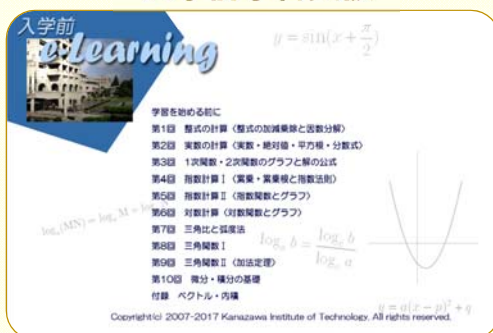 入学前
e-Learning
y = sin(x + π/2)
学習を始める前に
第1回 整式の計算（整式の加減乗除と因数分解）
第2回 実数の計算（実数・絶対値・平方根・分数式）
第3回 1次関数・2次関数のグラフと解の公式
第4回 指数計算Ⅰ（累乗・累乗根と指数法則）
第5回 指数計算Ⅱ（指数関数とグラフ）
第6回 対数計算（対数関数とグラフ）
第7回 三角比と弧度法
第8回 三角関数Ⅰ
第9回 三角関数Ⅱ（加法定理）
第10回 微分・積分の基礎
付録 ベクトル・内積
logₐ(MN) = logₐ M + log
logₐ b = log꜀ b / log꜀ a
y = a(x − p)² + q
Copyright(c) 2007-2017 Kanazawa Institute of Technology, All rights reserved.